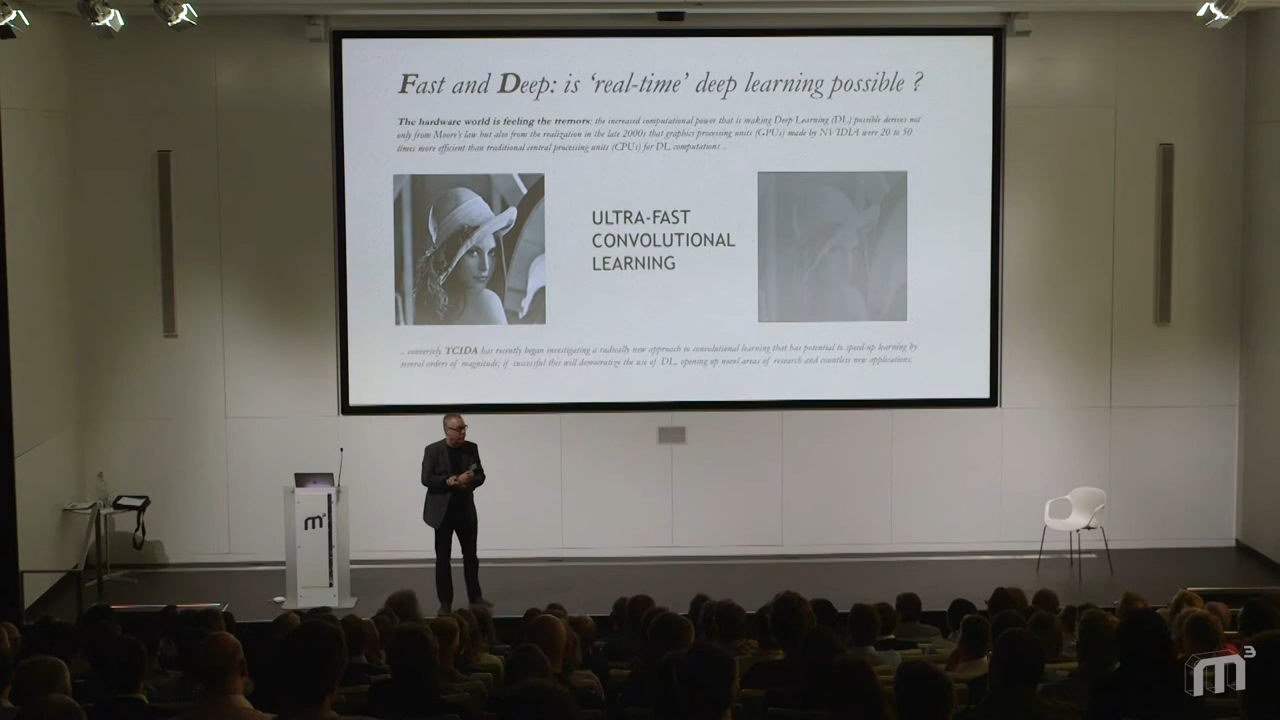 Fast and Deep: is ‘real-time’ deep learning possible ?
The hardware world is feeling the tremors: the increased computational power that is making Deep Learning (DL) possible derives not
only from Moore's law but also from the realization in the late 2000s that graphics processing units (GPUs) made by NVIDIA were 20 to 50
times more efficient than traditional central processing units (CPUs) for DL computations ..
ULTRA-FAST
CONVOLUTIONAL
LEARNING
.. conversely TCIDA has recently began investigating a radically new approach to convolutional learning that has potential to speed-up learning by
several orders of magnitude; if successful this will democratize the use of DL, opening up novel areas of research and countless new applications.
m³
m³